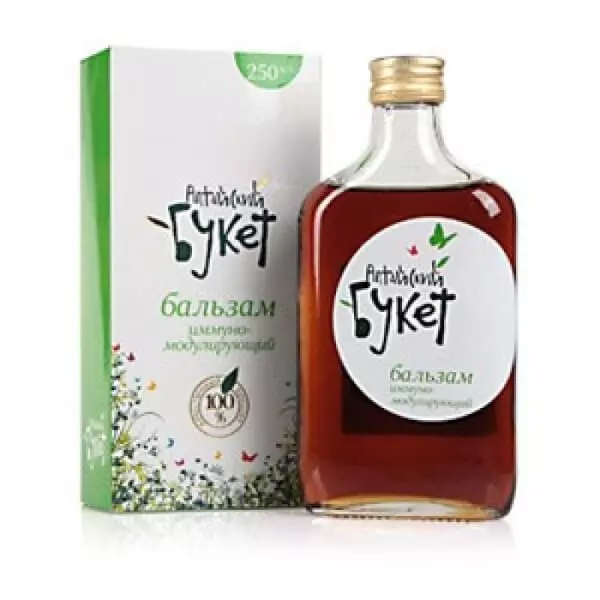 250
Алтайский
Букет
бальзам
иммуно-
модулирующий
100
%
Алтайский
Букет
бальзам
иммуно-
модулирующий